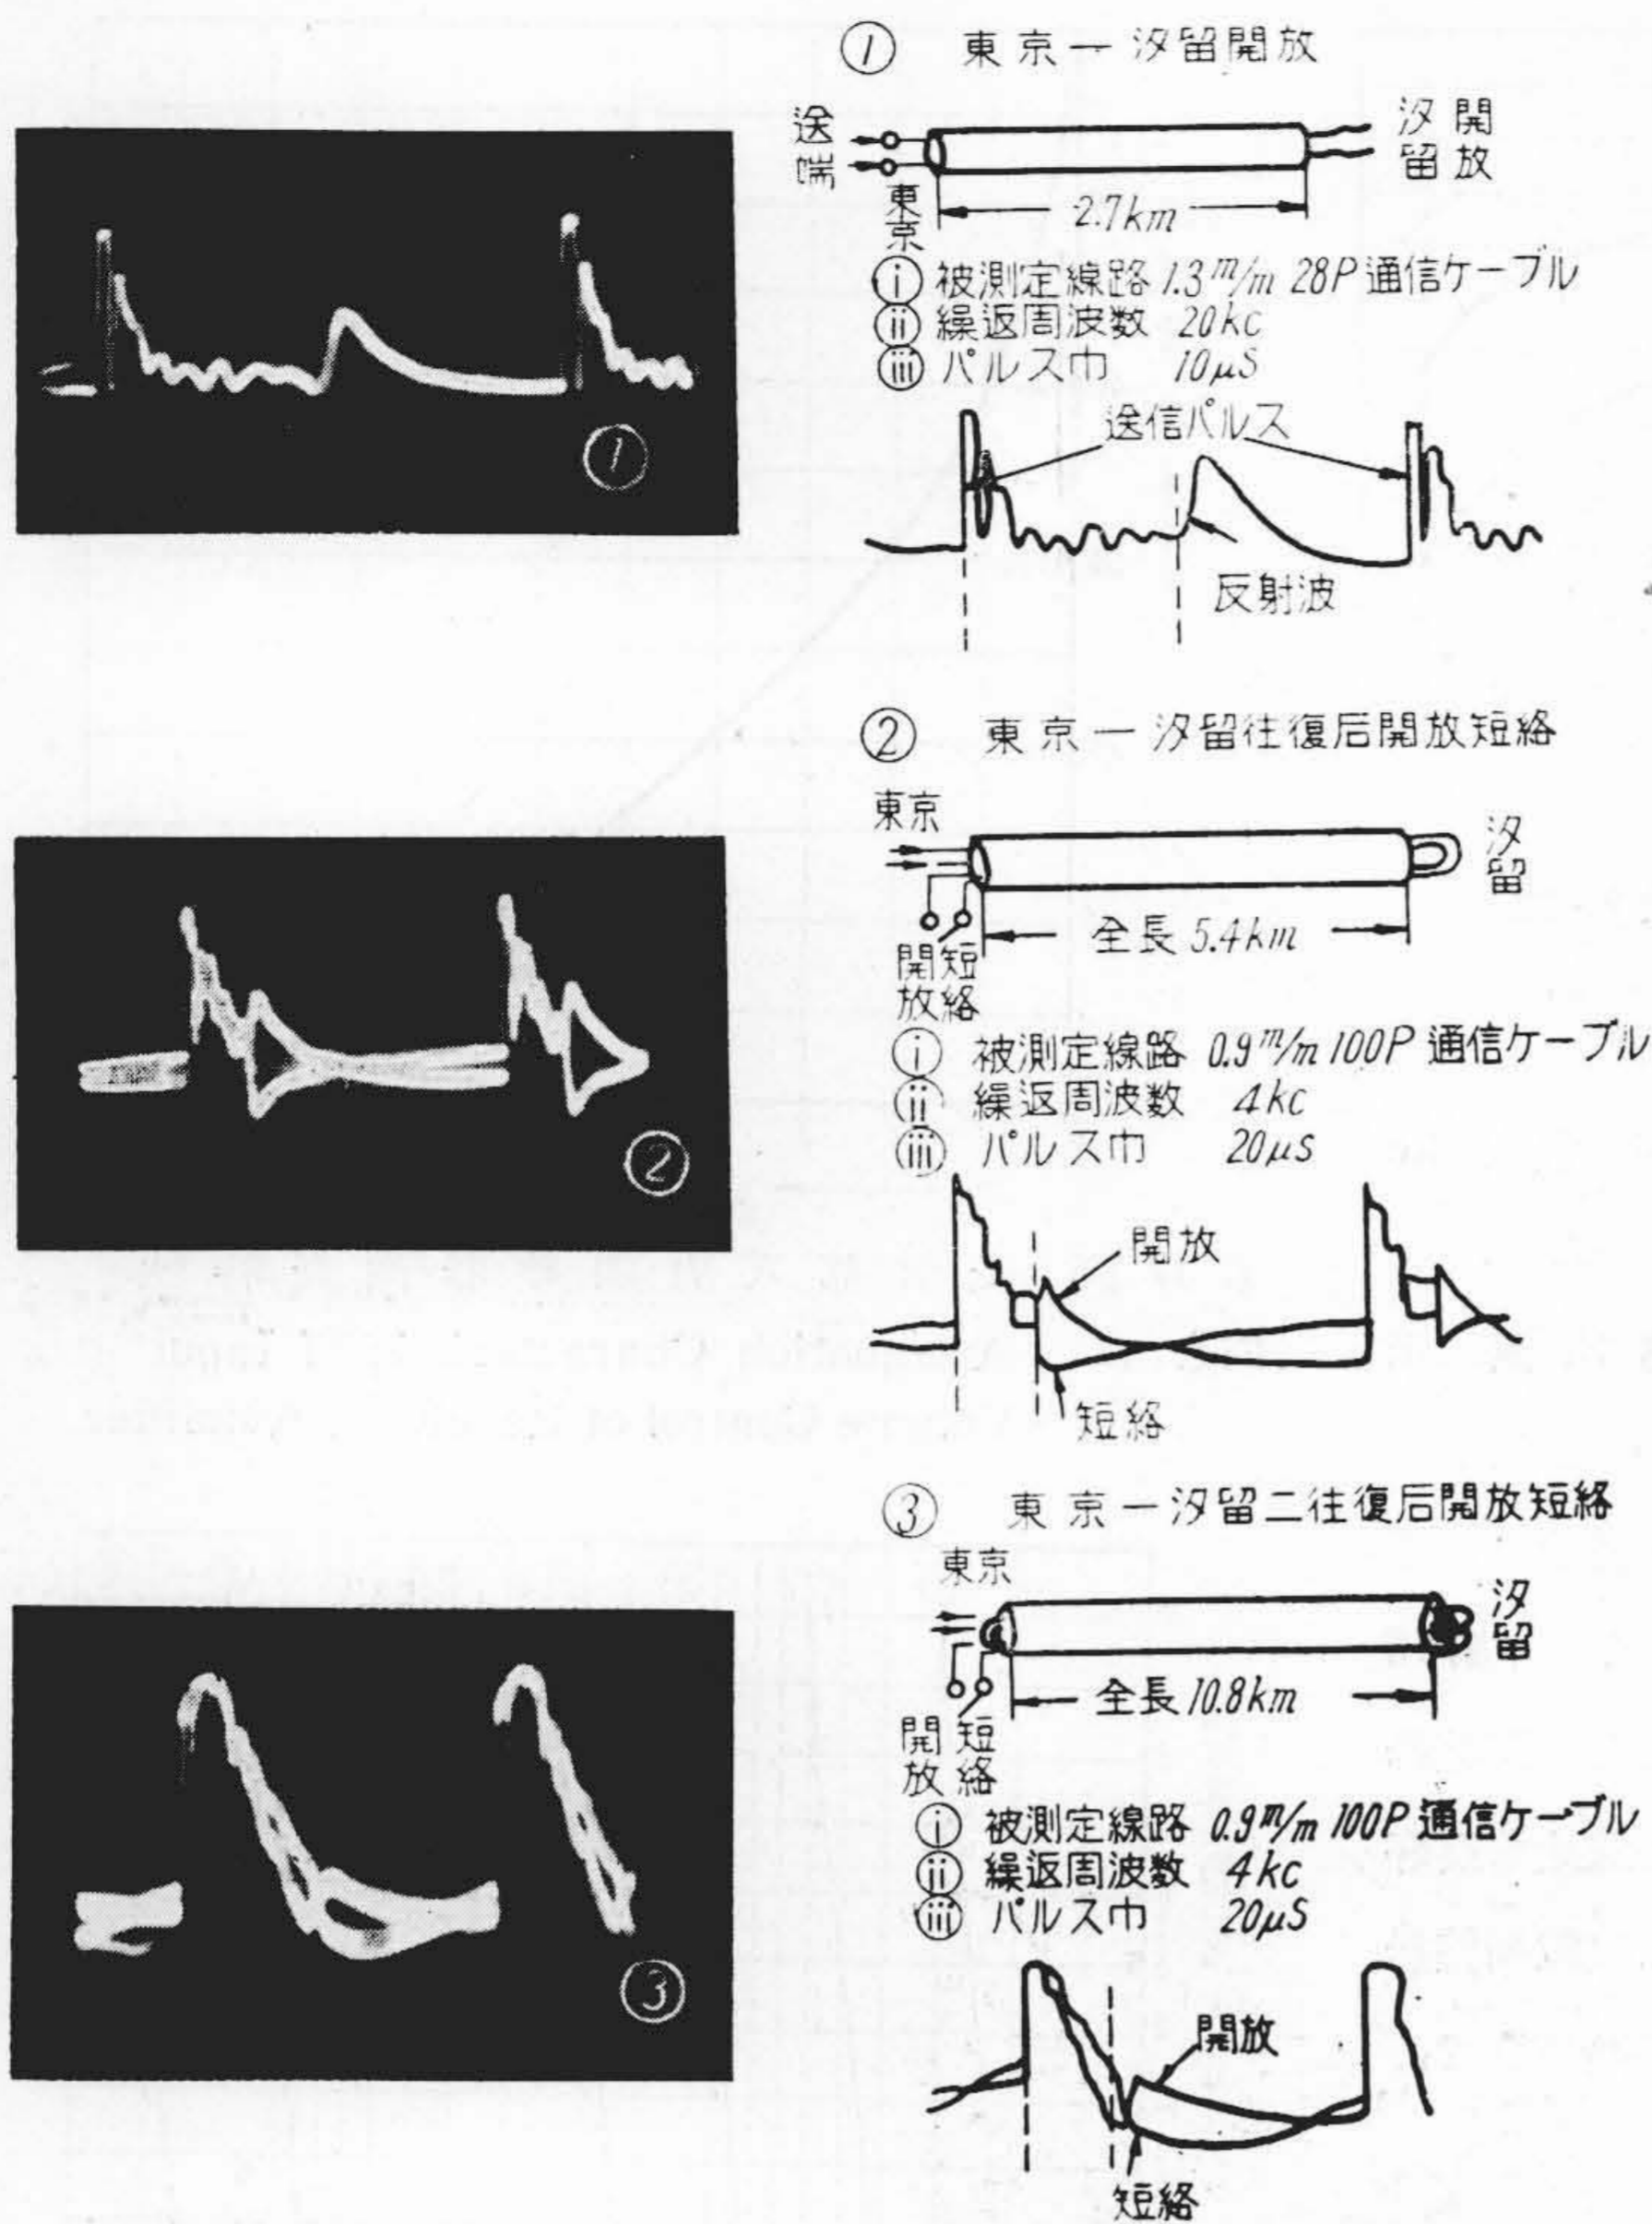 ① 東京ー汐留開放
送端
東京
汐留
開放
2.7km
ⓘ 被測定線路 1.3m/m 28P 通信ケーブル
ⓘⓘ 繰返周波数 20kc
ⓘⓘⓘ パルス巾 10μS
送信パルス
反射波
①
② 東京ー汐留往復后開放短絡
東京
汐留
開放
短絡
全長 5.4km
ⓘ 被測定線路 0.9m/m 100P 通信ケーブル
ⓘⓘ 繰返周波数 4kc
ⓘⓘⓘ パルス巾 20μS
開放
短絡
②
③ 東京ー汐留二往復后開放短絡
東京
汐留
開放
短絡
全長 10.8km
ⓘ 被測定線路 0.9m/m 100P 通信ケーブル
ⓘⓘ 繰返周波数 4kc
ⓘⓘⓘ パルス巾 20μS
開放
短絡
③